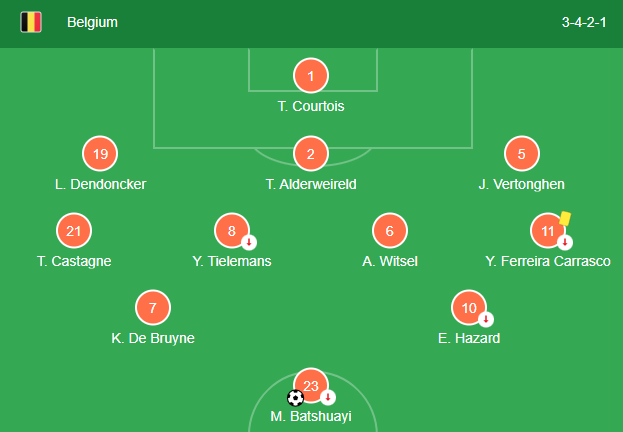 Belgium 3-4-2-1
1
T. Courtois
19 2 5
L. Dendoncker T. Alderweireld J. Vertonghen
21 8 6 11
T. Castagne Y. Tielemans A. Witsel Y. Ferreira Carrasco
7 10
K. De Bruyne E. Hazard
23
M. Batshuayi